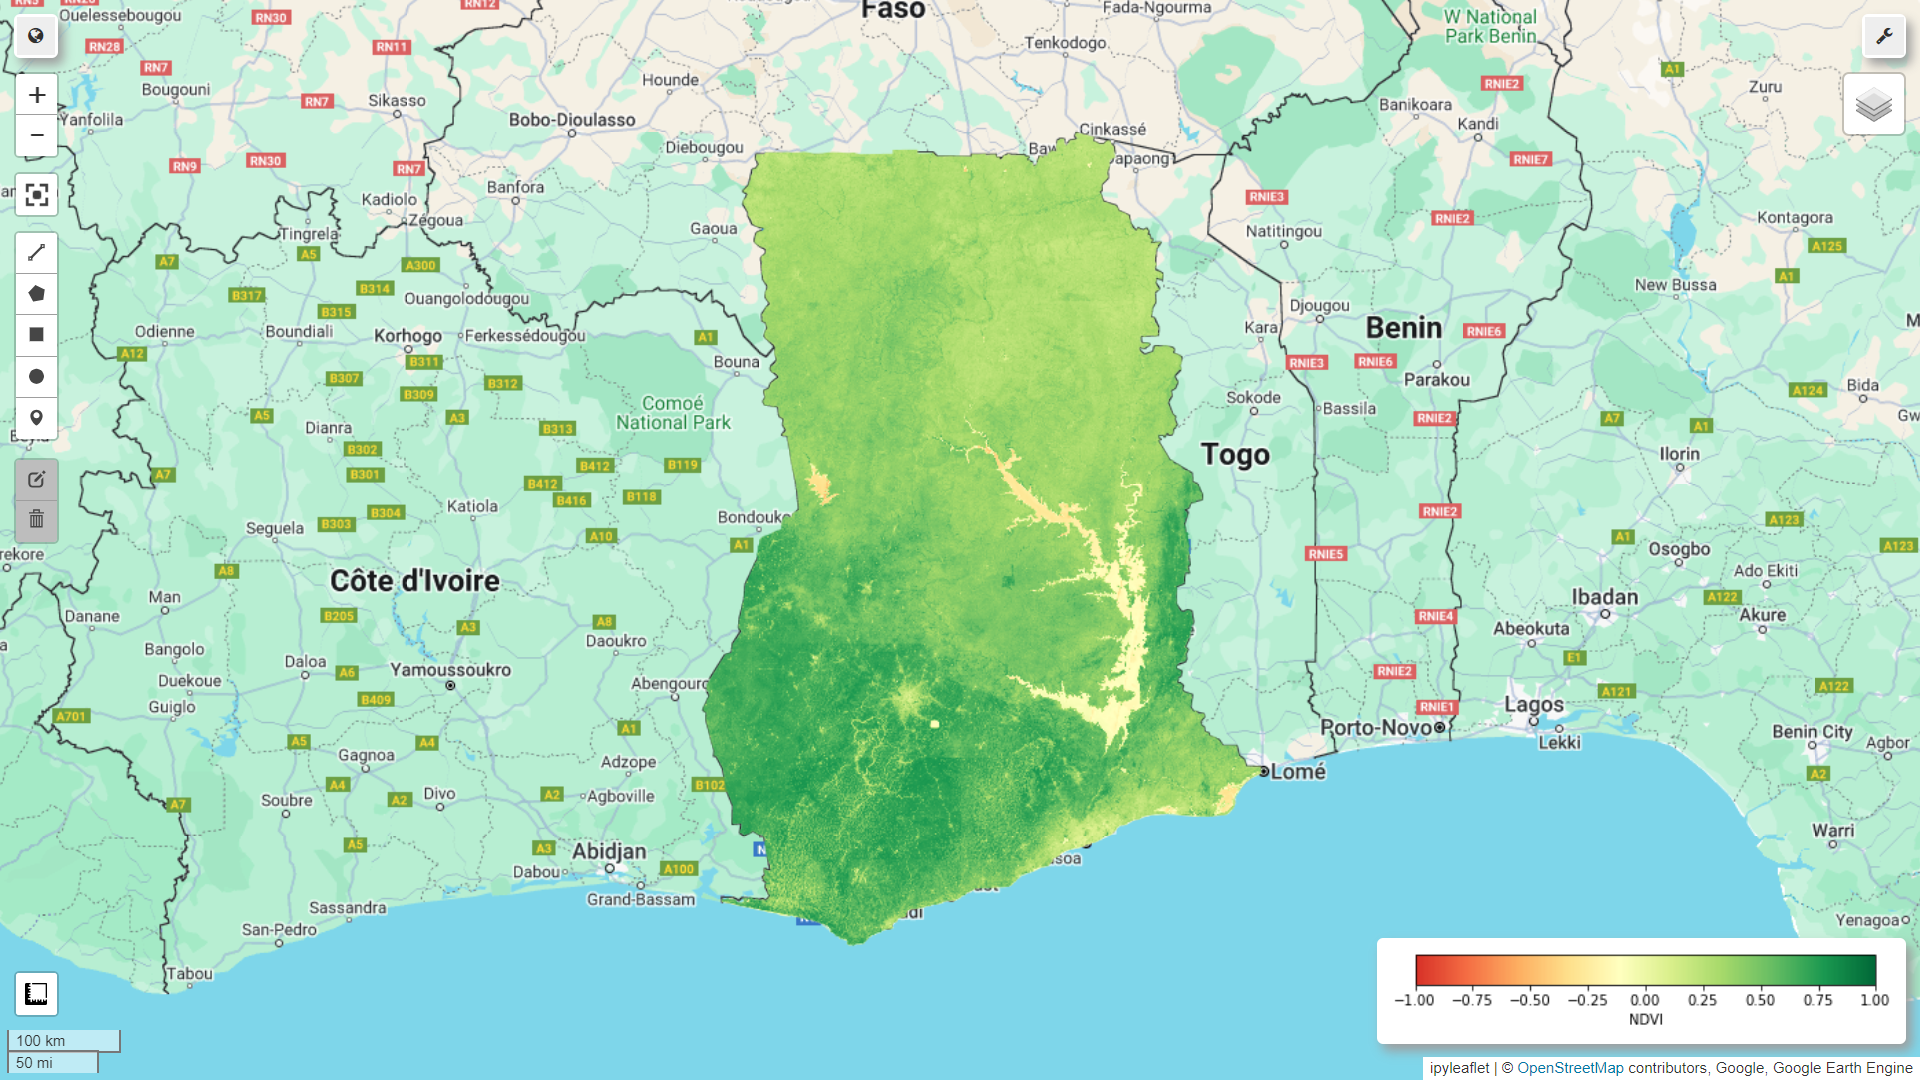 RN5
RN20
Ouelessebougou
RN30
RN12
Faso
Fada-Ngourma
W National
Park Benin
RN28
RN11
Tenkodogo
RN7
A1
Hounde
RNIE2
Zuru
Bougouni
RN7
Sikasso
Banikoara
Yanfolila
Bobo-Dioulasso
Cinkassé
Kandi
Diebougou
RN9
RN30
RN7
RNIE7
Banfora
RNIE3
Kadiolo
Zégoua
RNIE2
Kontagora
Tingrela
Gaoua
Natitingou
A125
A7
A5
A300
A1
B317
B314
Ouangolodougou
New Bussa
B315
Djougou
Odienne
Boundiali
Korhogo
Ferkessédougou
A1
Kara
Benin
RNIE6
A12
B311
Bouna
RNIE3
RNIE6
B307
B312
Parakou
B309
Sokode
A124
Bida
Comoé
National Park
A5
A3
Bassila
RNIE2
A7
A1
Dianra
B313
B302
Togo
Ilorin
A7
B301
B412
B119
B412
B416
B118
Katiola
B304
RNIE2
Seguela
B303
Bondouko
A123
A10
A1
A1
A123
RNIE5
Osogbo
A8
Côte d'Ivoire
Ado Ekiti
Man
Ibadan
A122
Danane
B205
A8
RNIE4
Akure
A3
Abeokuta
Daoukro
Bangolo
E1
Daloa
A6
Yamoussoukro
RNIE2
Duekoue
Abengourou
A122
B409
A121
Guiglo
RNIE1
Lagos
A701
A1
Porto-Novo
A5
A4
Lekki
Benin City
Agbor
Gagnoa
Adzope
Lomé
A2
A4
B102
Soubre
A2
Divo
A2
Agboville
A7
Warri
A5
A3
Abidjan
A100
Dabou
Grand-Bassam
Sassandra
San-Pedro
Yenagoa
Tabou
−1.00 −0.75 −0.50 −0.25 0.00 0.25 0.50 0.75 1.00
NDVI
100 km
50 mi
ipyleaflet | © OpenStreetMap contributors, Google, Google Earth Engine